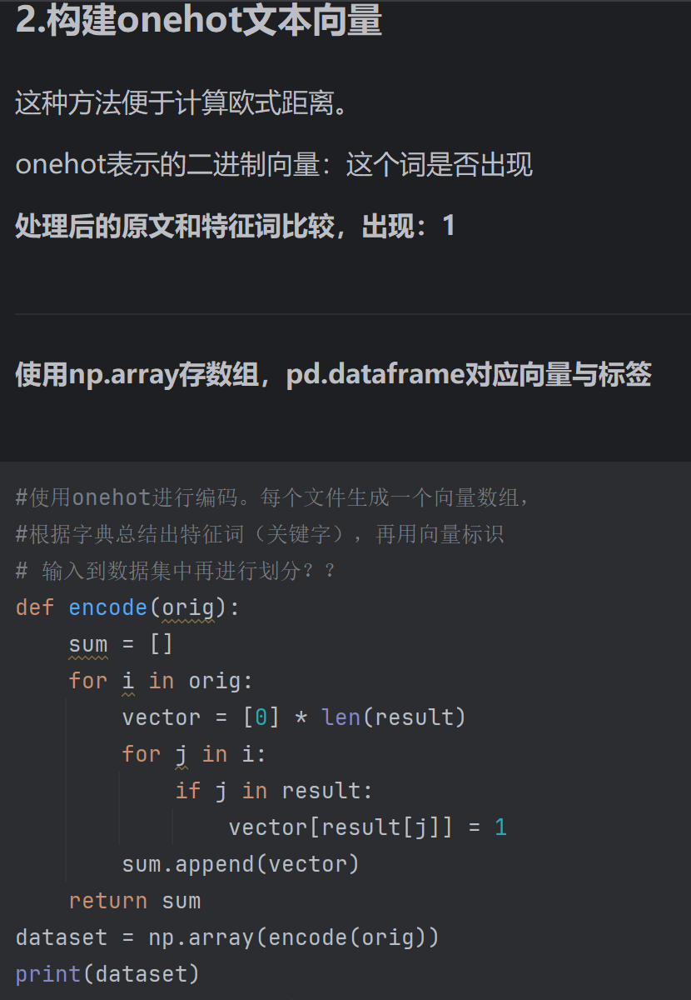 2.构建onehot文本向量
这种方法便于计算欧式距离。
onehot表示的二进制向量：这个词是否出现
处理后的原文和特征词比较，出现：1
使用np.array存数组，pd.dataframe对应向量与标签
#使用onehot进行编码。每个文件生成一个向量数组，
#根据字典总结出特征词（关键字），再用向量标识
# 输入到数据集中再进行划分？？
def encode(orig):
    sum = []
    for i in orig:
        vector = [0] * len(result)
        for j in i:
            if j in result:
                vector[result[j]] = 1
        sum.append(vector)
    return sum
dataset = np.array(encode(orig))
print(dataset)